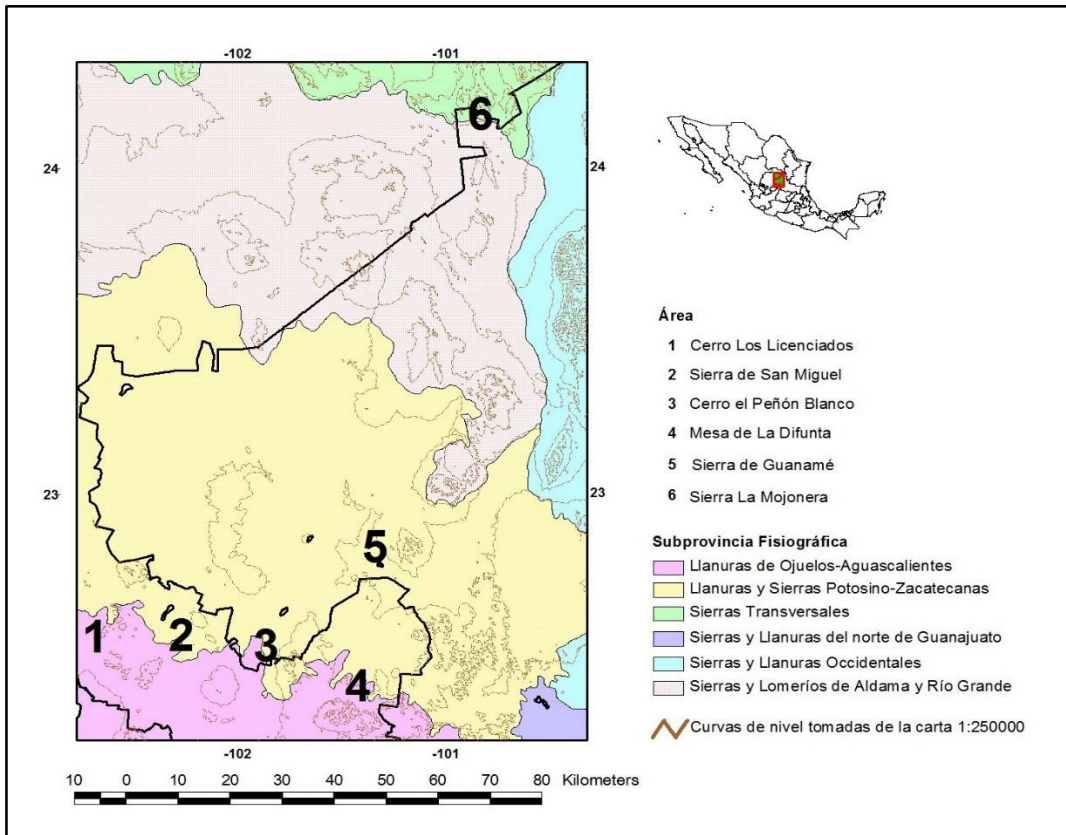 -102 -101
24 24
23 23
6
5
1 2 3 4
-102 -101
10 0 10 20 30 40 50 60 70 80 Kilometers
Área
1 Cerro Los Licenciados
2 Sierra de San Miguel
3 Cerro el Peñón Blanco
4 Mesa de La Difunta
5 Sierra de Guanamé
6 Sierra La Mojonera
Subprovincia Fisiográfica
Llanuras de Ojuelos-Aguascalientes
Llanuras y Sierras Potosino-Zacatecanas
Sierras Transversales
Sierras y Llanuras del norte de Guanajuato
Sierras y Llanuras Occidentales
Sierras y Lomeríos de Aldama y Río Grande
Curvas de nivel tomadas de la carta 1:250000